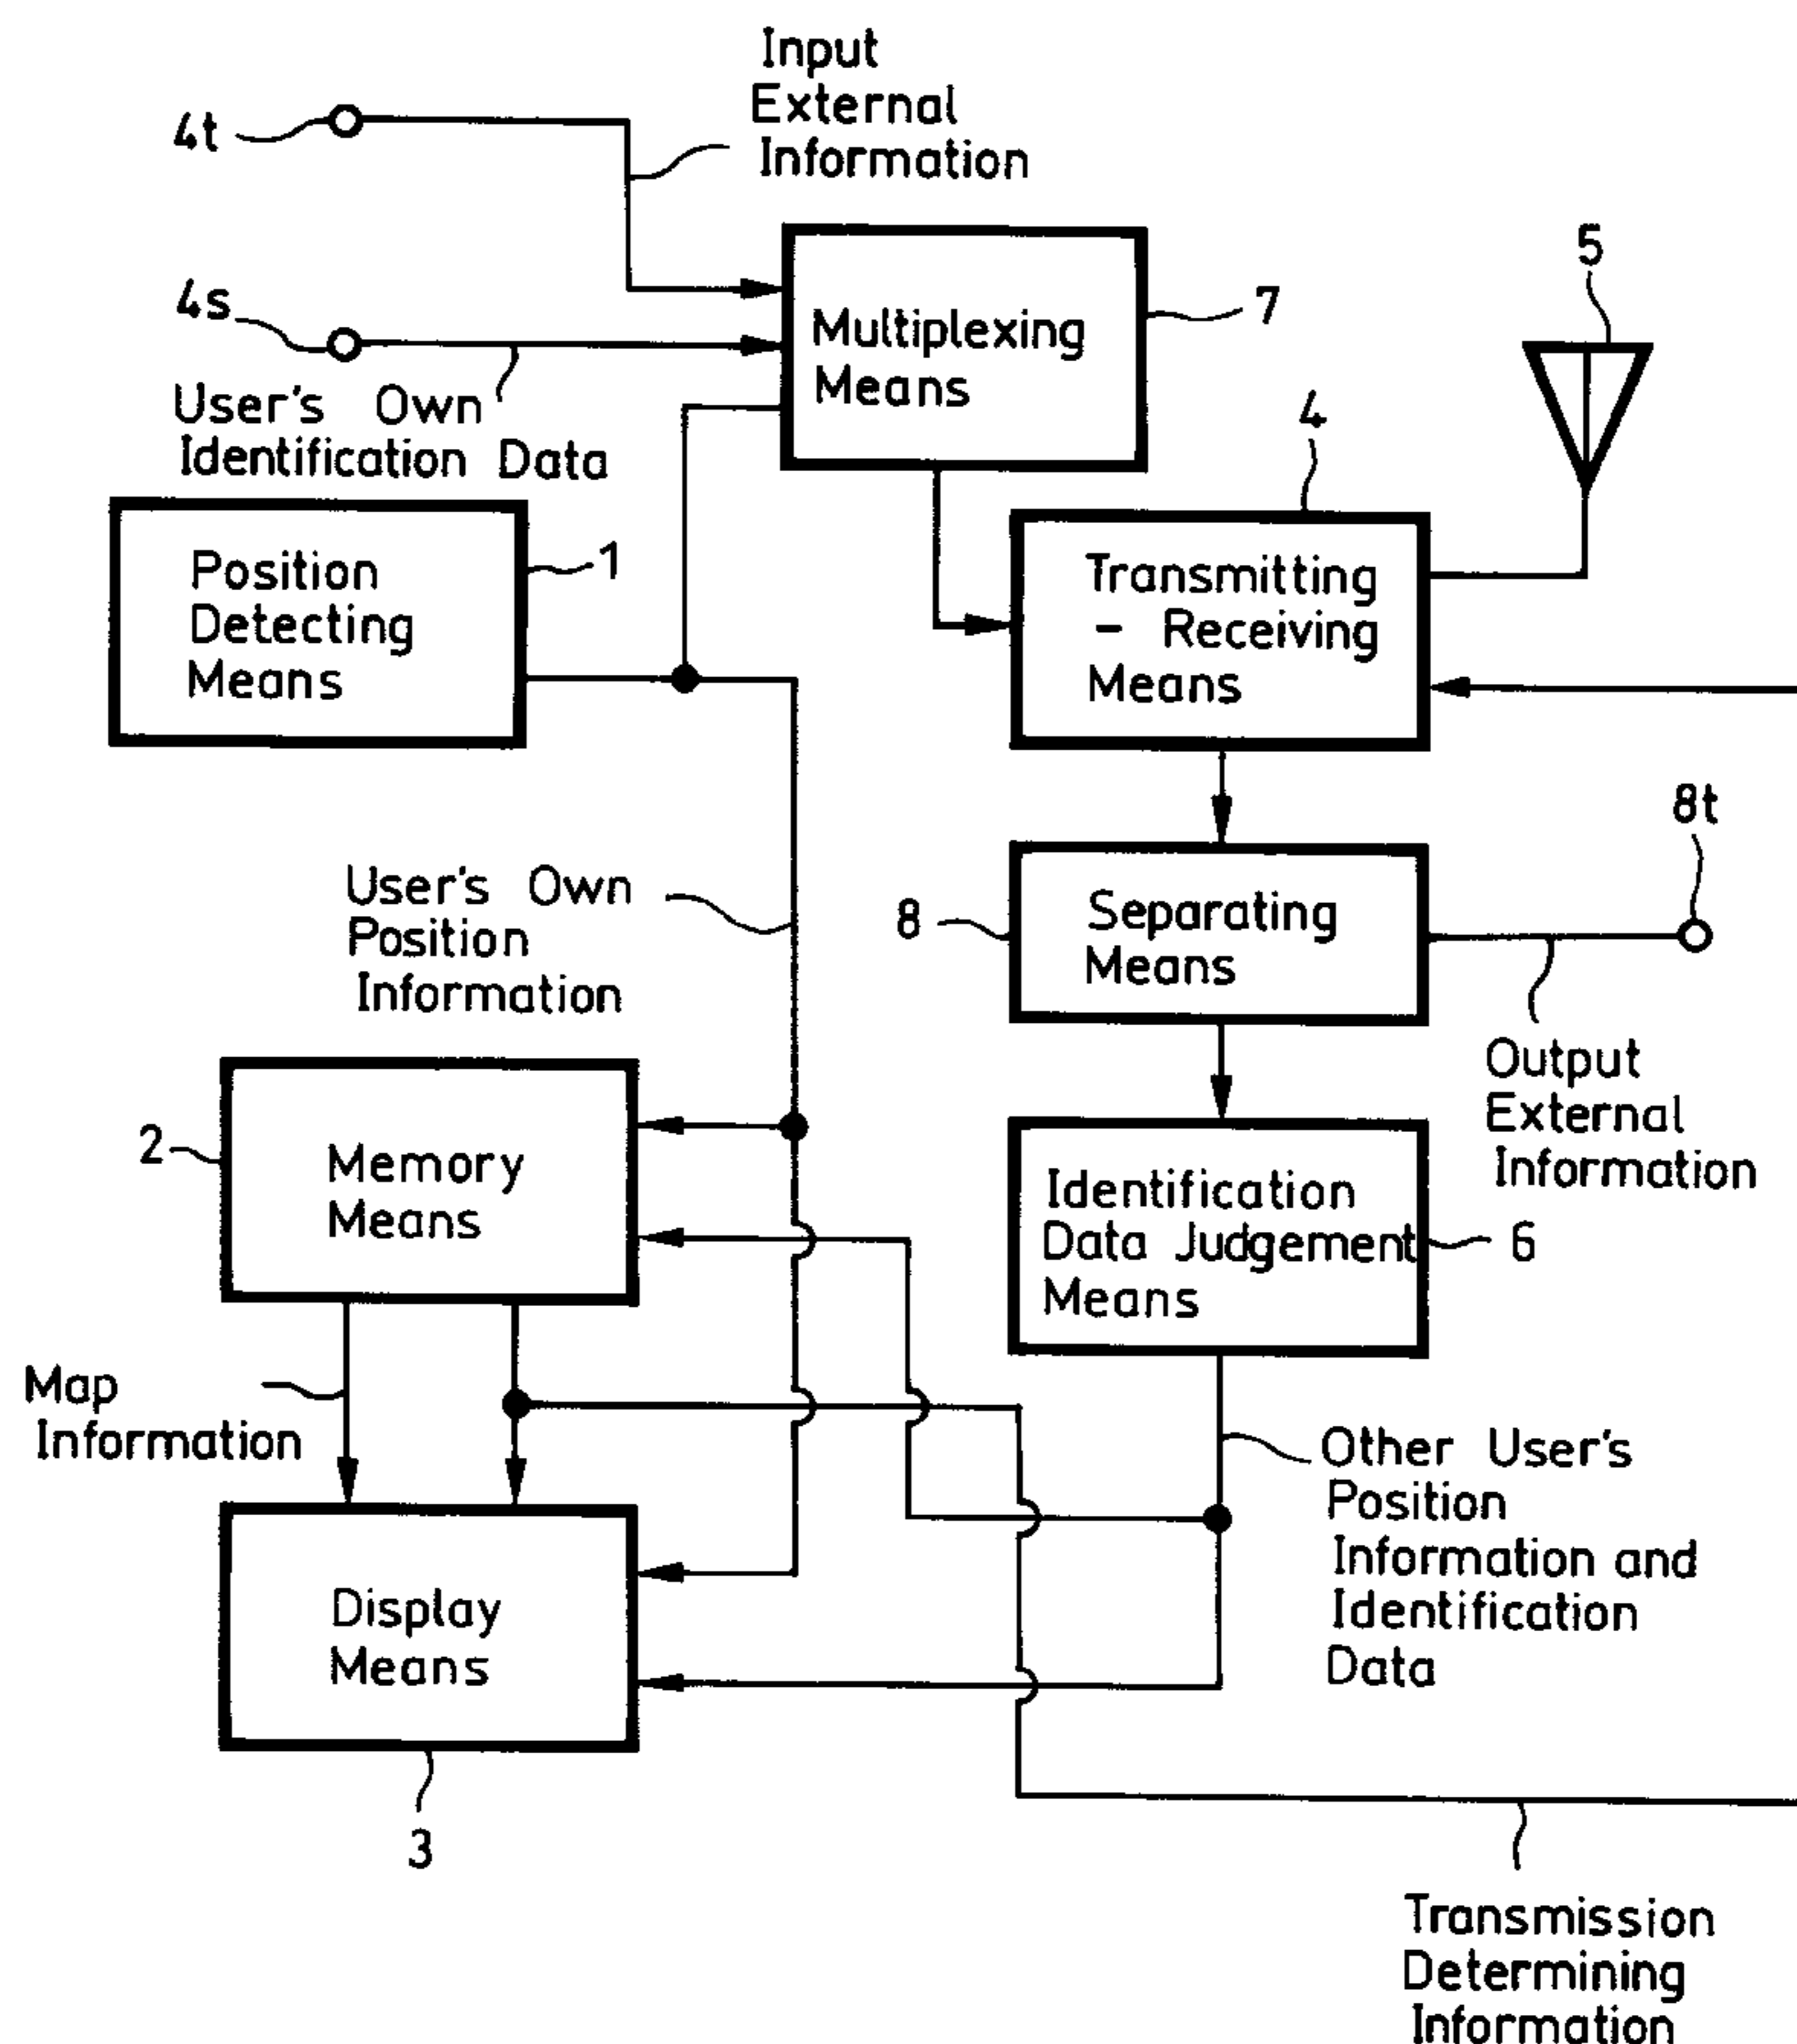 Input
External
Information
4t
4s
User's Own
Identification Data
Multiplexing
Means
7
5
4
Position
Detecting
Means
1
Transmitting
- Receiving
Means
8t
User's Own
Position
Information
8
Separating
Means
Output
External
Information
2
Memory
Means
Identification
Data Judgement
Means
6
Map
Information
Other User's
Position
Information and
Identification
Data
Display
Means
3
Transmission
Determining
Information